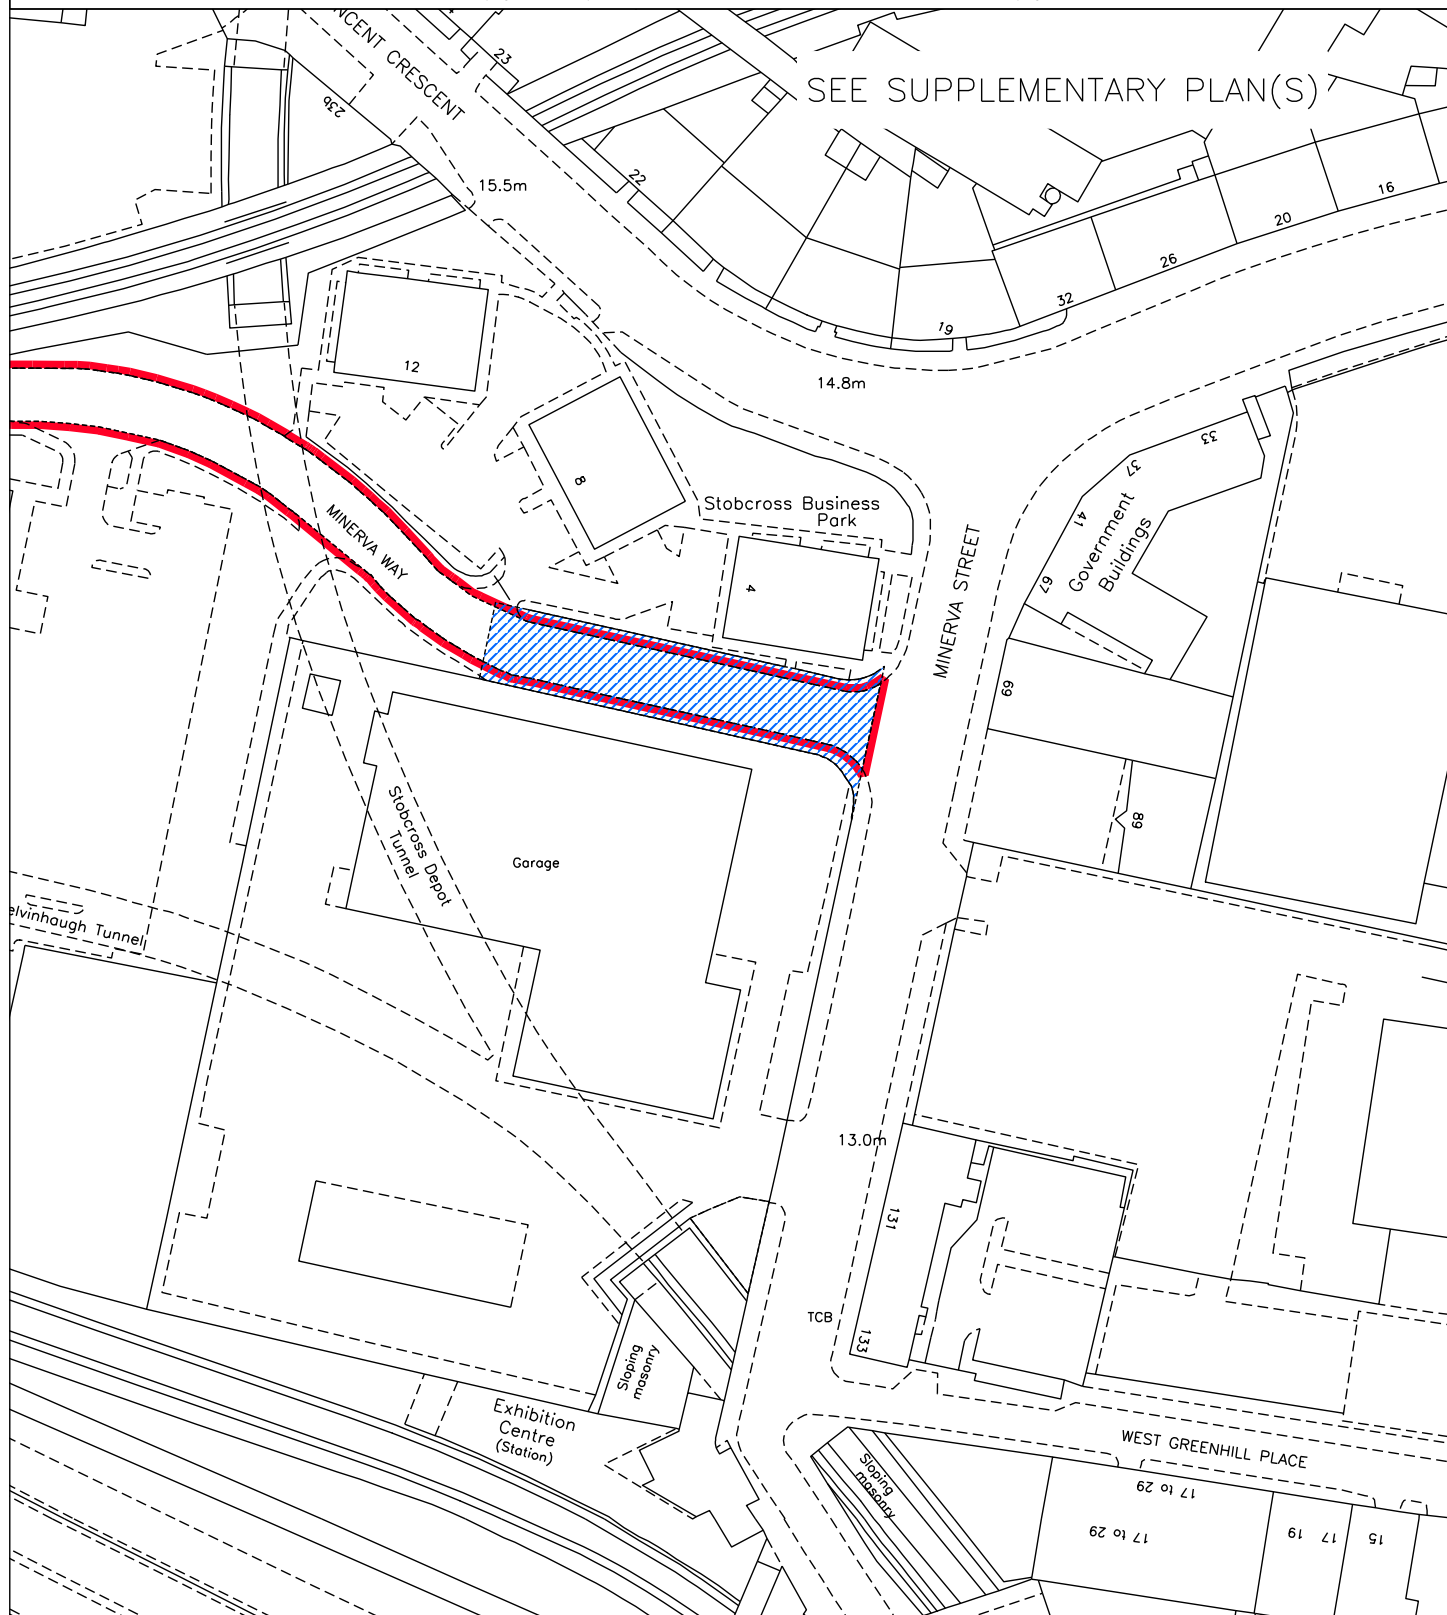 NCENT CRESCENT
23
SEE SUPPLEMENTARY PLAN(S)
23b
15.5m
22
16
20
26
32
19
12
14.8m
33
37
8
Stobcross Business
Park
41
Government
Buildings
MINERVA WAY
MINERVA STREET
4
67
69
89
Stobcross Depot
Tunnel
Garage
elvinhaugh Tunnel
13.0m
131
TCB
133
Sloping
masonry
Exhibition
Centre
(Station)
WEST GREENHILL PLACE
Sloping
masonry
17 to 29
17 to 29
19
17
15